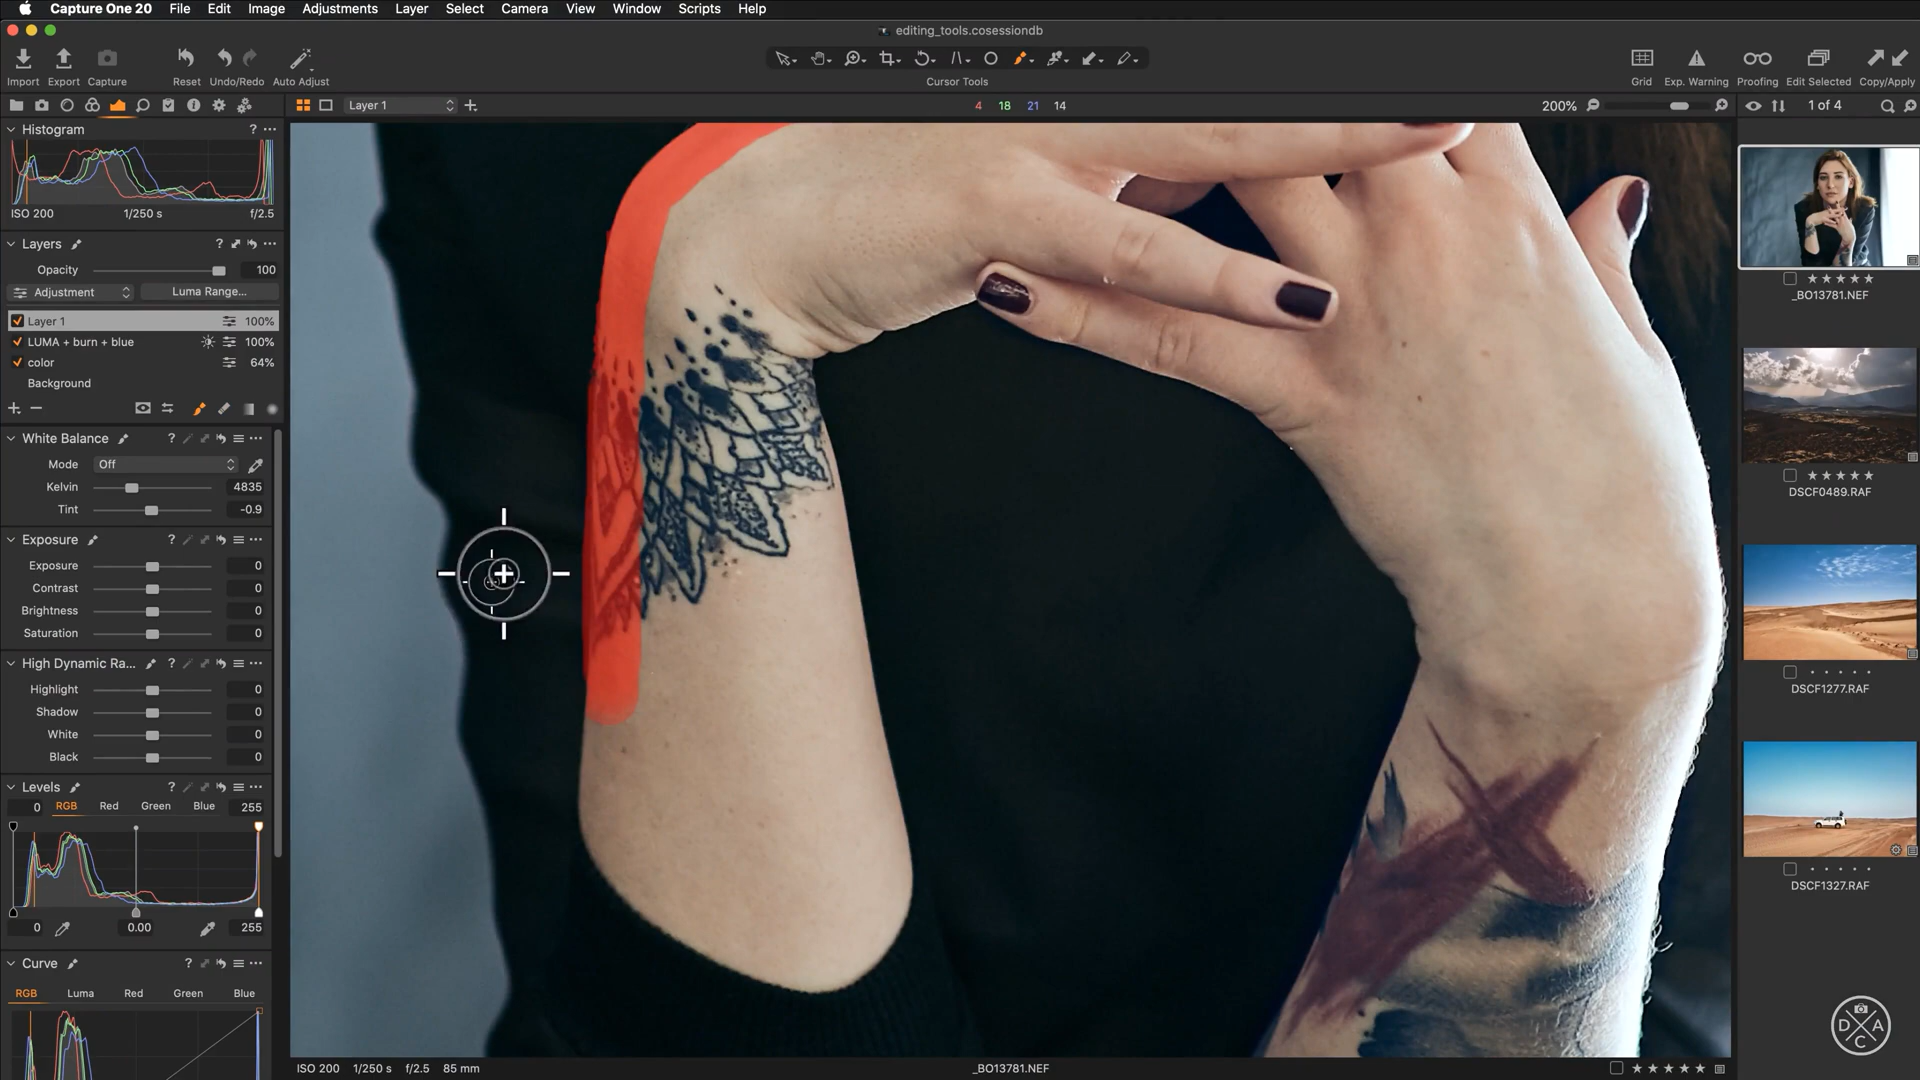 Capture One 20 File Edit Image Adjustments Layer Select Camera View Window Scripts Help
editing_tools.cosessiondb
Import Export Capture Reset Undo/Redo Auto Adjust Cursor Tools Grid Exp. Warning Proofing Edit Selected Copy/Apply
Layer 1 4 18 21 14 200% 1 of 4
Histogram ?
ISO 200 1/250 s f/2.5
Layers ?
Opacity 100
Adjustment Luma Range...
Layer 1 100%
LUMA + burn + blue 100%
color 64%
Background
White Balance ?
Mode Off
Kelvin 4835
Tint -0.9
Exposure ?
Exposure 0
Contrast 0
Brightness 0
Saturation 0
High Dynamic Ra... ?
Highlight 0
Shadow 0
White 0
Black 0
Levels ?
0 RGB Red Green Blue 255
0 0.00 255
Curve ?
RGB Luma Red Green Blue
ISO 200 1/250 s f/2.5 85 mm _BO13781.NEF
_BO13781.NEF
DSCF0489.RAF
DSCF1277.RAF
DSCF1327.RAF
D A C